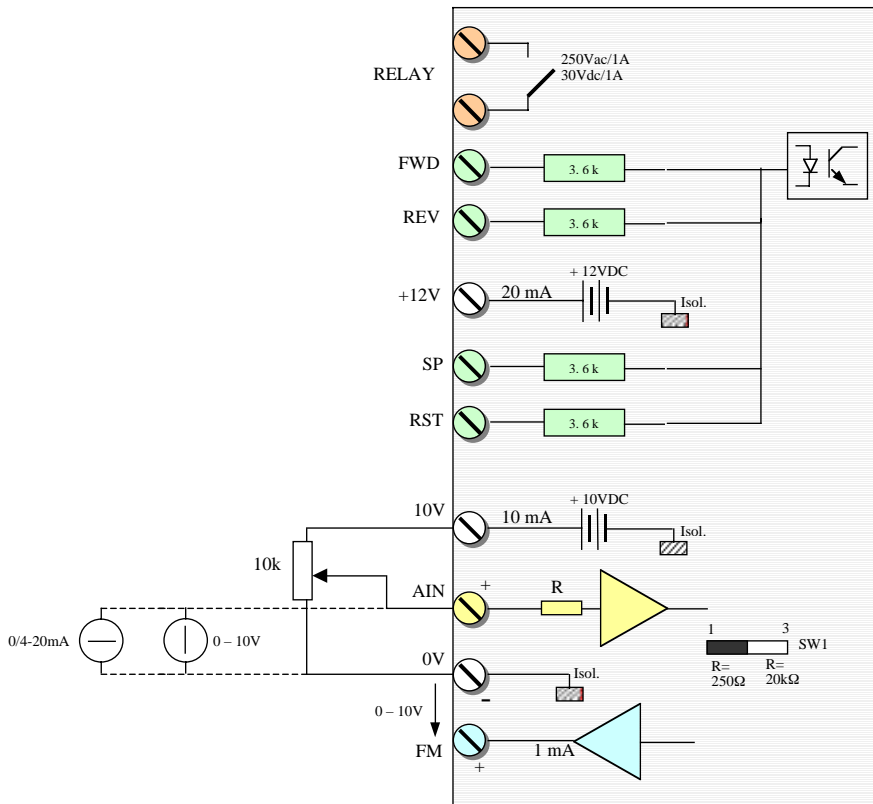 RELAY
250Vac/1A
30Vdc/1A
FWD
3. 6 k
REV
3. 6 k
+12V
20 mA
+ 12VDC
Isol.
SP
3. 6 k
RST
3. 6 k
10V
10 mA
+ 10VDC
Isol.
10k
AIN
+
R
0/4-20mA
0 – 10V
1
3
SW1
R=
250Ω
R=
20kΩ
0V
-
Isol.
0 – 10V
FM
+
1 mA